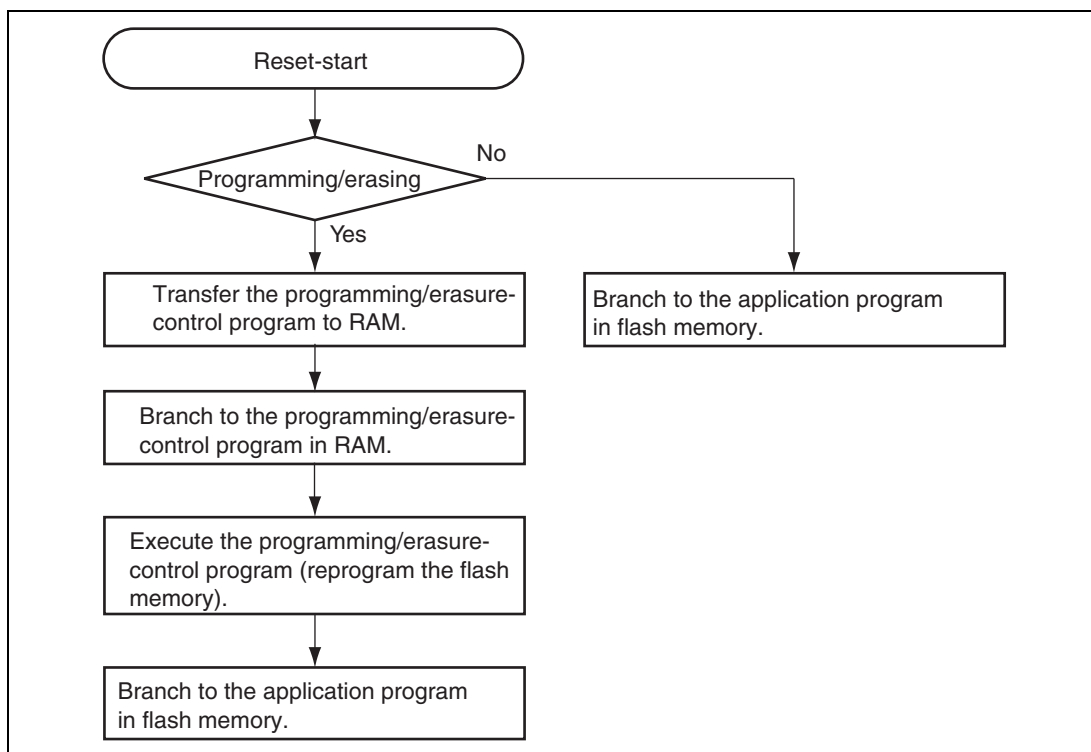 Reset-start
No
Programming/erasing
Yes
Transfer the programming/erasure-
control program to RAM.
Branch to the application program
in flash memory.
Branch to the programming/erasure-
control program in RAM.
Execute the programming/erasure-
control program (reprogram the flash
memory).
Branch to the application program
in flash memory.